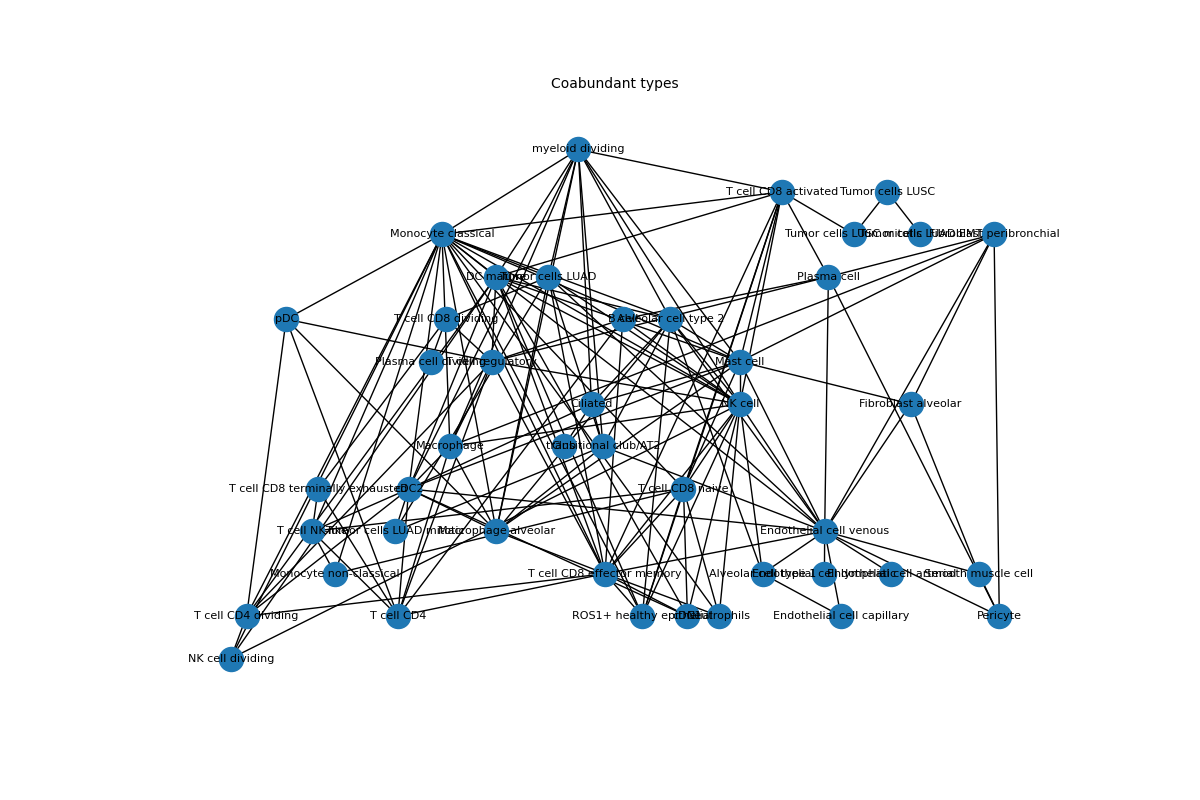 Coabundant types
myeloid dividing
T cell CD8 activated
Tumor cells LUSC
Monocyte classical
Tumor cells LUSC mitotic
Tumor cells LUAD EMT
Fibroblast peribronchial
DC mature
Tumor cells LUAD
Plasma cell
pDC
T cell CD8 dividing
B cell
Alveolar cell type 2
Plasma cell dividing
T cell regulatory
Mast cell
Ciliated
NK cell
Fibroblast alveolar
Macrophage
Club
transitional club/AT2
T cell CD8 terminally exhausted
cDC2
T cell CD8 naive
T cell NK-like
Tumor cells LUAD mitotic
Macrophage alveolar
Endothelial cell venous
Monocyte non-classical
T cell CD8 effector memory
Alveolar cell type 1
Endothelial cell lymphatic
Endothelial cell arterial
Smooth muscle cell
T cell CD4 dividing
T cell CD4
ROS1+ healthy epithelial
cDC1
Neutrophils
Endothelial cell capillary
Pericyte
NK cell dividing